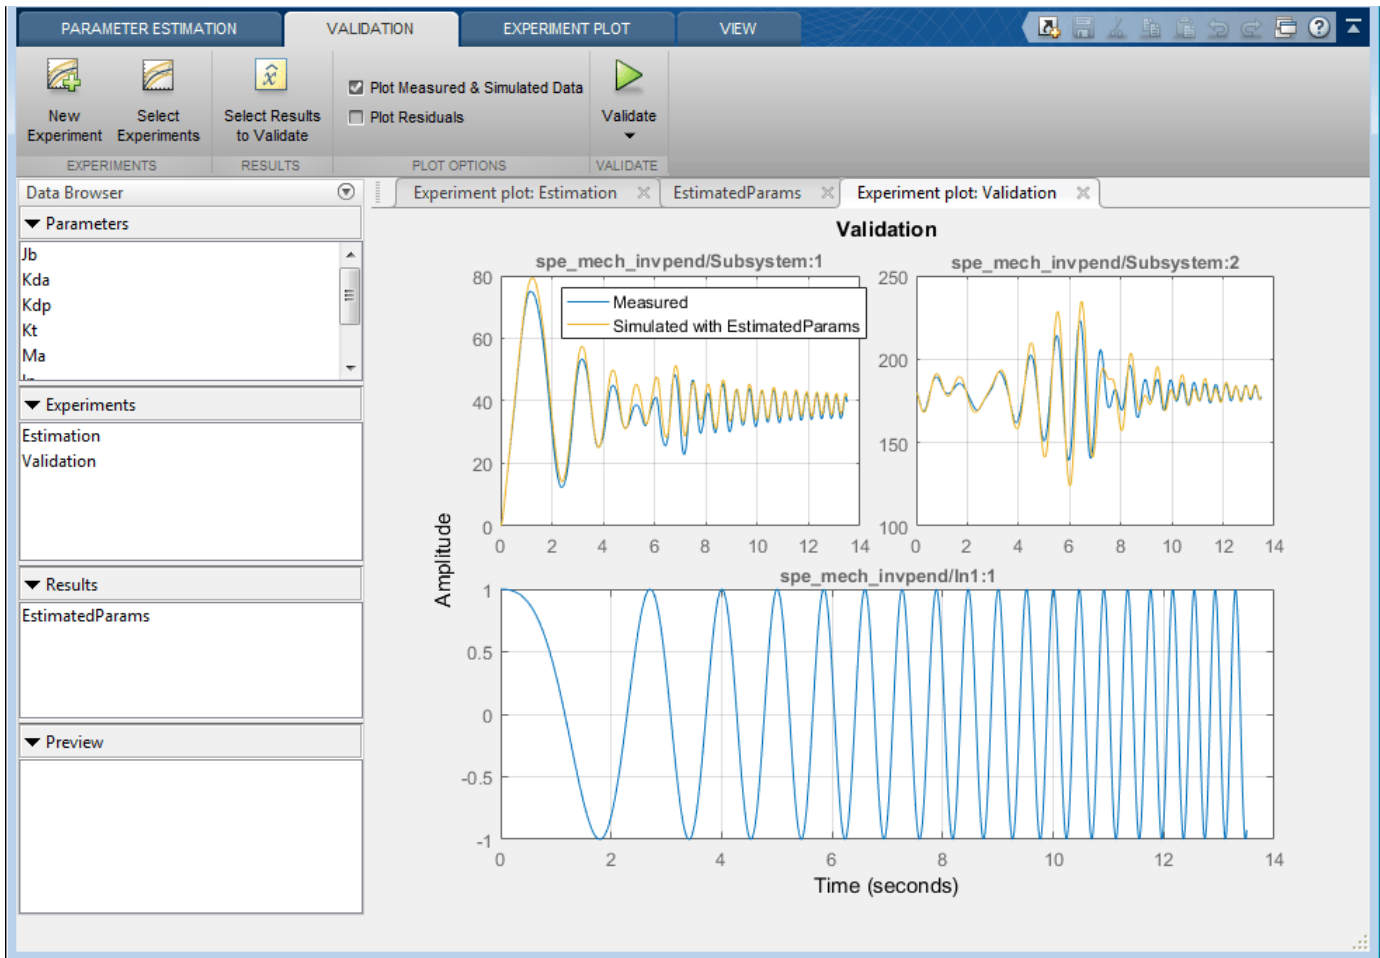 PARAMETER ESTIMATION
VALIDATION
EXPERIMENT PLOT
VIEW
New Experiment
Select Experiments
Select Results to Validate
Plot Measured & Simulated Data
Plot Residuals
Validate
EXPERIMENTS
RESULTS
PLOT OPTIONS
VALIDATE
Data Browser
Parameters
Jb
Kda
Kdp
Kt
Ma
Experiments
Estimation
Validation
Results
EstimatedParams
Preview
Experiment plot: Estimation
EstimatedParams
Experiment plot: Validation
Validation
spe_mech_invpend/Subsystem:1
80
60
40
20
0
0 2 4 6 8 10 12 14
Measured
Simulated with EstimatedParams
spe_mech_invpend/Subsystem:2
250
200
150
100
0 2 4 6 8 10 12 14
Amplitude
spe_mech_invpend/In1:1
1
0.5
0
-0.5
-1
0 2 4 6 8 10 12 14
Time (seconds)